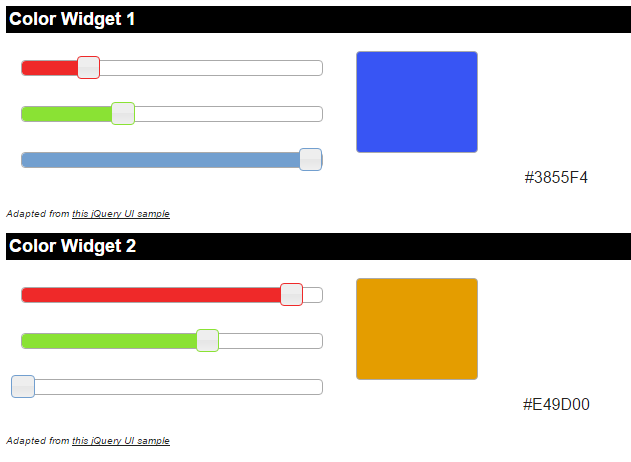 Color Widget 1
#3855F4
Adapted from this jQuery UI sample
Color Widget 2
#E49D00
Adapted from this jQuery UI sample